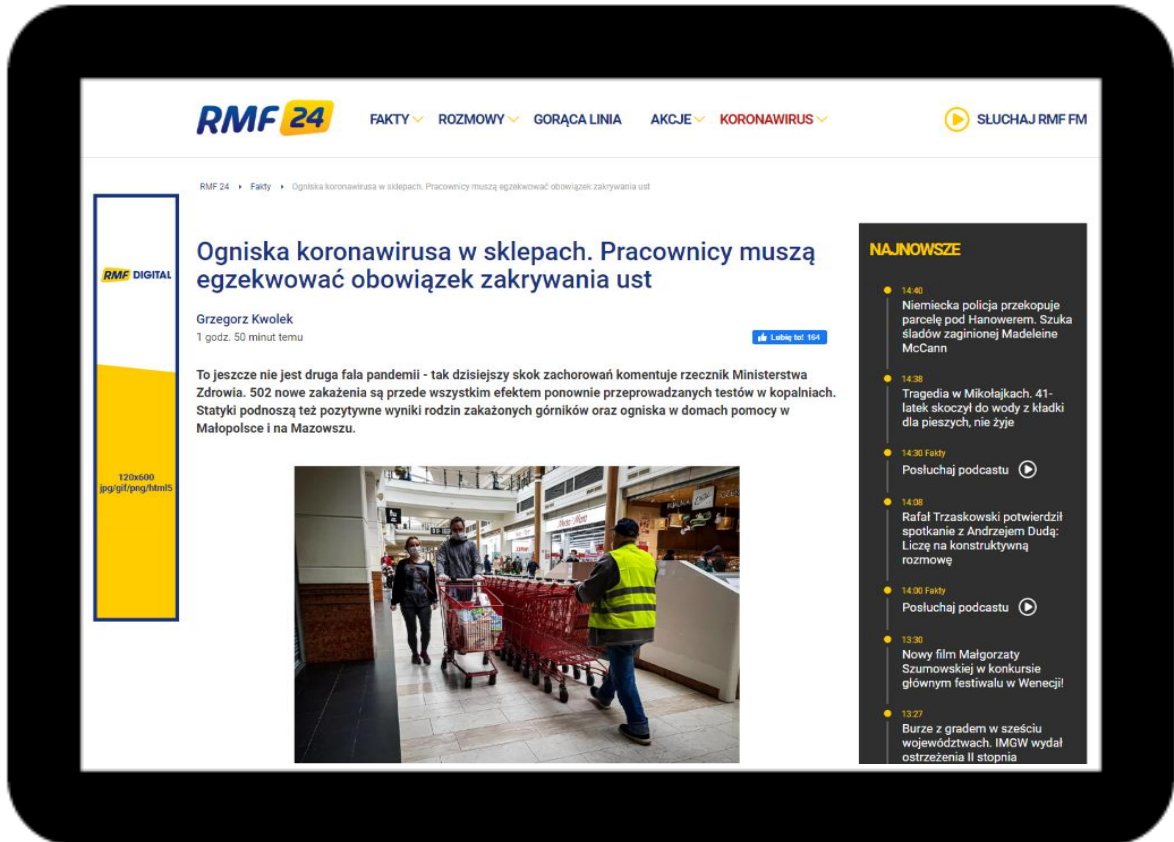 RMF 24
FAKTY
ROZMOWY
GORĄCA LINIA
AKCJE
KORONAWIRUS
SŁUCHAJ RMF FM
RMF 24
Fakty
Ogniska koronawirusa w sklepach. Pracownicy muszą egzekwować obowiązek zakrywania ust
RMF DIGITAL
120x600
jpg/gif/png/html5
Ogniska koronawirusa w sklepach. Pracownicy muszą
egzekwować obowiązek zakrywania ust
Grzegorz Kwolek
1 godz. 50 minut temu
Lubię to! 164
To jeszcze nie jest druga fala pandemii - tak dzisiejszy skok zachorowań komentuje rzecznik Ministerstwa
Zdrowia. 502 nowe zakażenia są przede wszystkim efektem ponownie przeprowadzanych testów w kopalniach.
Statyki podnoszą też pozytywne wyniki rodzin zakażonych górników oraz ogniska w domach pomocy w
Małopolsce i na Mazowszu.
NAJNOWSZE
14:40
Niemiecka policja przekopuje
parcelę pod Hanowerem. Szuka
śladów zaginionej Madeleine
McCann
14:38
Tragedia w Mikołajkach. 41-
latek skoczył do wody z kładki
dla pieszych, nie żyje
14:30 Fakty
Posłuchaj podcastu
14:08
Rafał Trzaskowski potwierdził
spotkanie z Andrzejem Dudą:
Liczę na konstruktywną
rozmowę
14:00 Fakty
Posłuchaj podcastu
13:30
Nowy film Małgorzaty
Szumowskiej w konkursie
głównym festiwalu w Wenecji!
13:27
Burze z gradem w sześciu
województwach. IMGW wydał
ostrzeżenia II stopnia